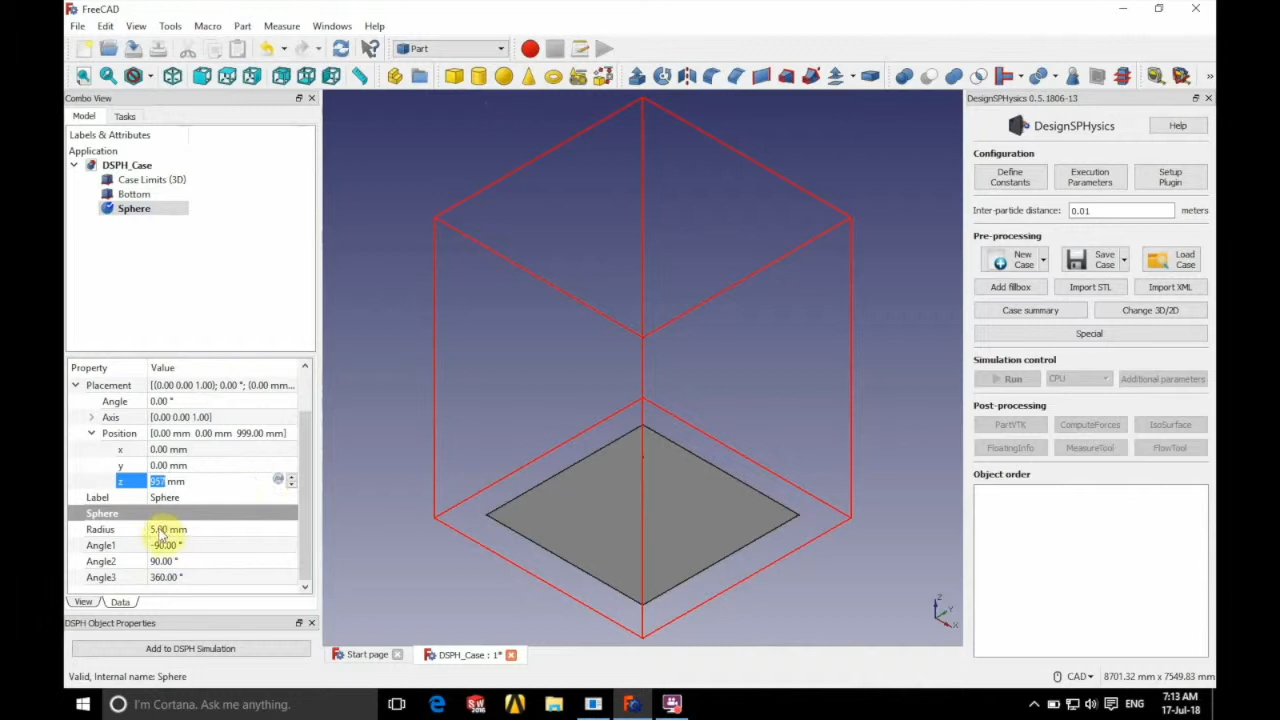 FreeCAD
File Edit View Tools Macro Part Measure Windows Help
Part
Combo View
Model Tasks
Labels & Attributes
Application
DSPH_Case
Case Limits (3D)
Bottom
Sphere
Property Value
Placement [(0.00 0.00 1.00); 0.00 °; (0.00 mm...
Angle 0.00 °
Axis [0.00 0.00 1.00]
Position [0.00 mm 0.00 mm 999.00 mm]
x 0.00 mm
y 0.00 mm
z 957 mm
Label Sphere
Sphere
Radius 5.00 mm
Angle1 -90.00 °
Angle2 90.00 °
Angle3 360.00 °
View Data
DSPH Object Properties
Add to DSPH Simulation
Valid, Internal name: Sphere
Z
Y
X
Start page
DSPH_Case : 1*
DesignSPHysics 0.5.1806-13
DesignSPHysics Help
Configuration
Define Constants
Execution Parameters
Setup Plugin
Inter-particle distance: 0.01 meters
Pre-processing
New Case
Save Case
Load Case
Add fillbox Import STL Import XML
Case summary Change 3D/2D
Special
Simulation control
Run CPU Additional parameters
Post-processing
PartVTK ComputeForces IsoSurface
FloatingInfo MeasureTool FlowTool
Object order
CAD 8701.32 mm x 7549.83 mm
I'm Cortana. Ask me anything.
SW
2016
ENG
7:13 AM
17-Jul-18